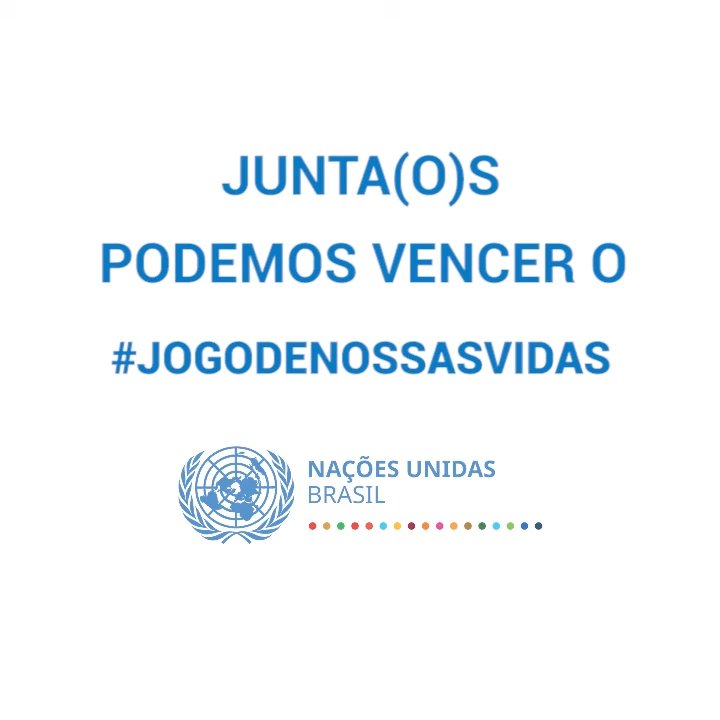 JUNTA(O)S
PODEMOS VENCER O
#JOGODENOSSASVIDAS
NAÇÕES UNIDAS
BRASIL